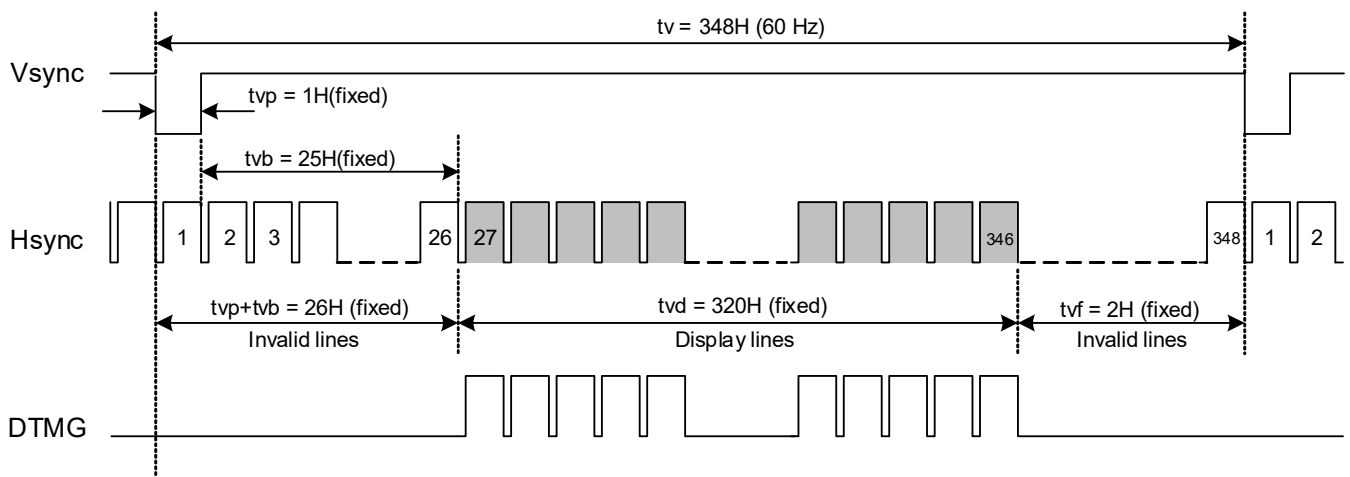 tv = 348H (60 Hz)
Vsync
tvp = 1H(fixed)
tvb = 25H(fixed)
Hsync
1 2 3 26 27 346 348 1 2
tvp+tvb = 26H (fixed) tvd = 320H (fixed) tvf = 2H (fixed)
Invalid lines Display lines Invalid lines
DTMG